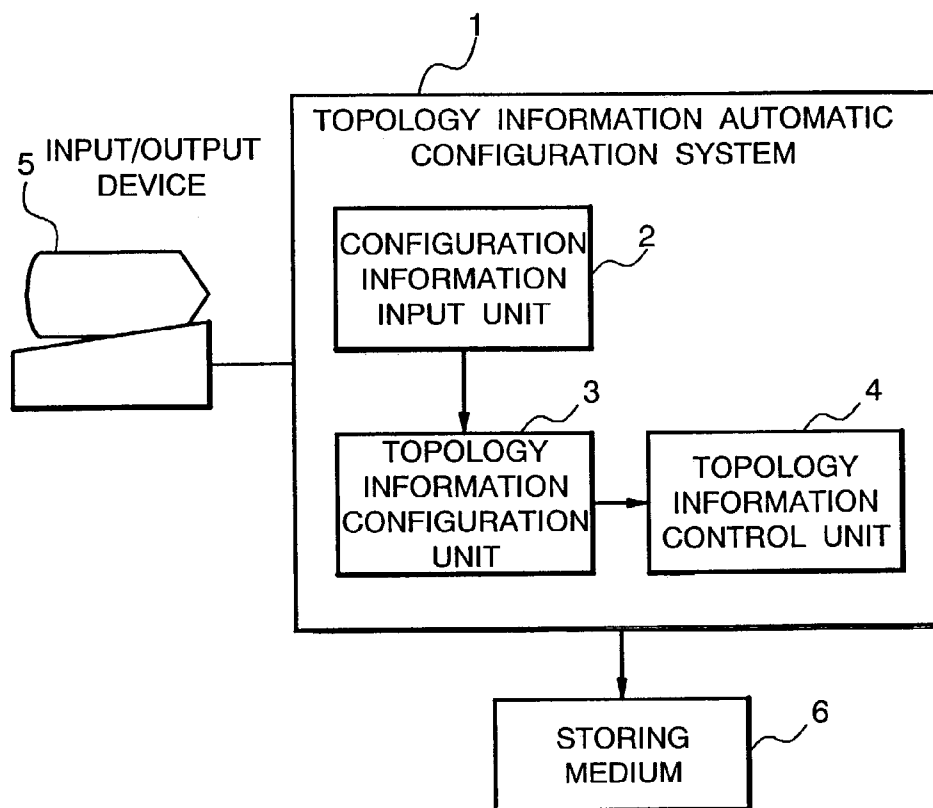 1
TOPOLOGY INFORMATION AUTOMATIC
CONFIGURATION SYSTEM
INPUT/OUTPUT
DEVICE
5
CONFIGURATION
INFORMATION
INPUT UNIT
2
3
TOPOLOGY
INFORMATION
CONFIGURATION
UNIT
4
TOPOLOGY
INFORMATION
CONTROL UNIT
STORING
MEDIUM
6